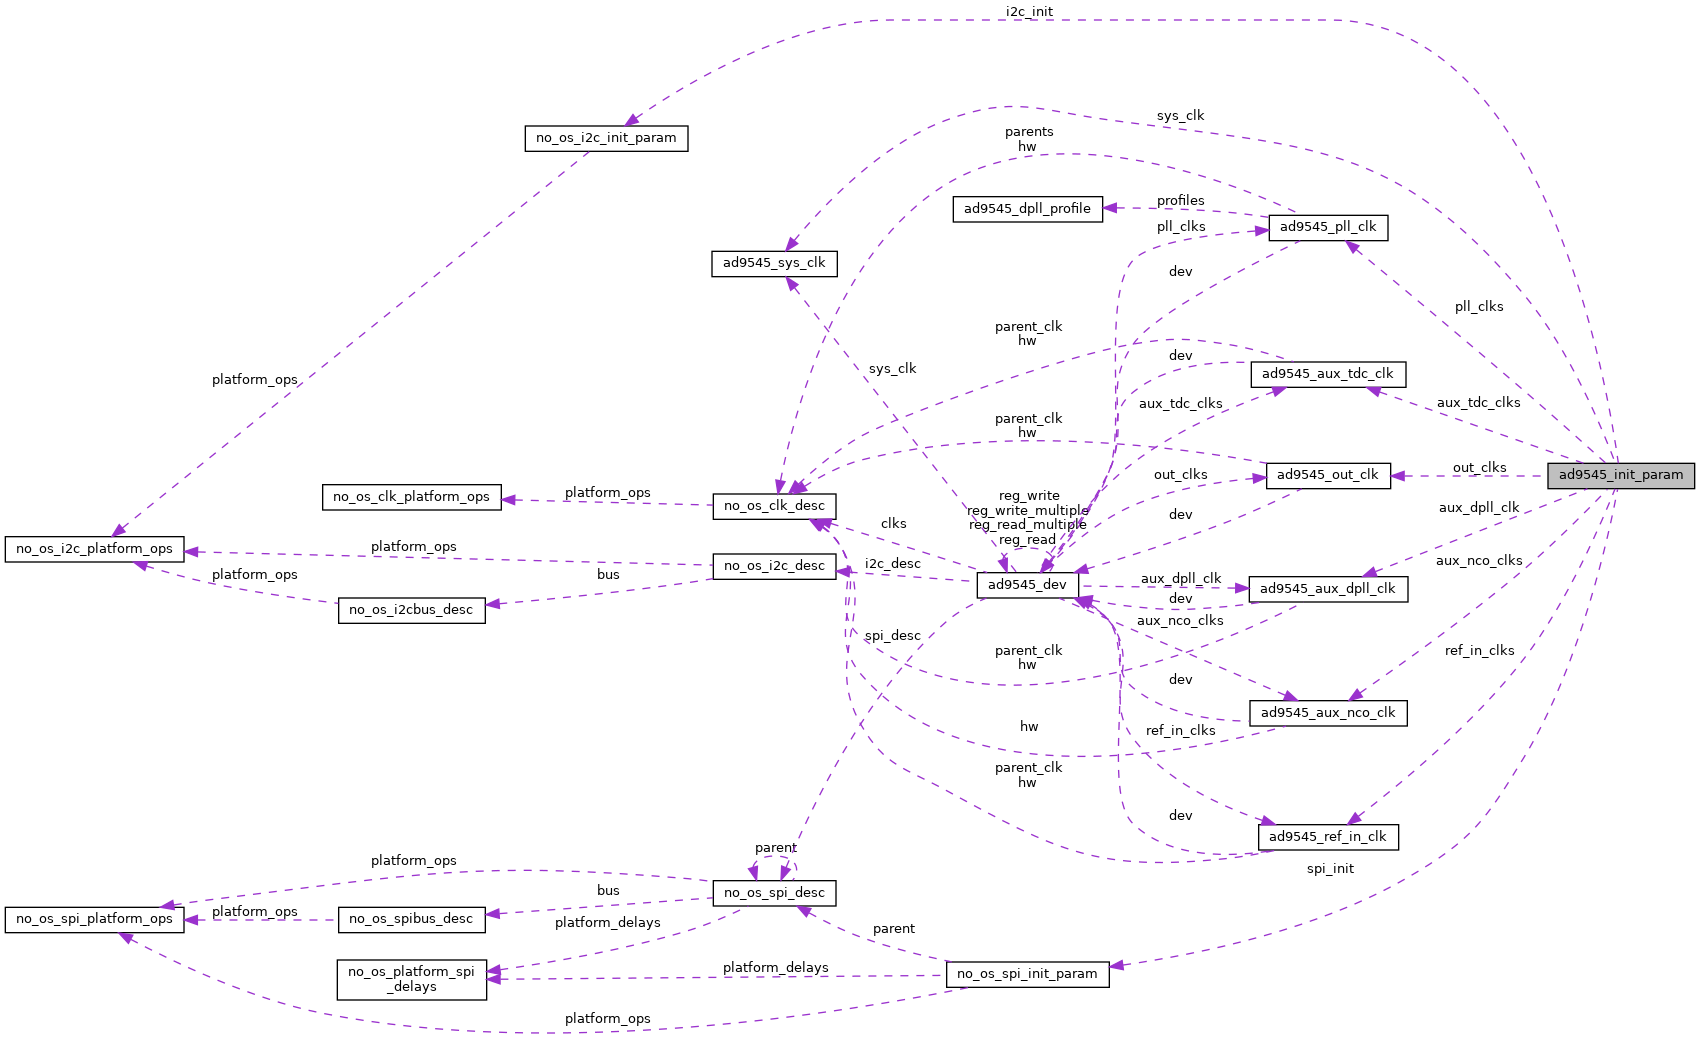 i2c_init
sys_clk
parents
hw
no_os_i2c_init_param
profiles
ad9545_dpll_profile
pll_clks
ad9545_pll_clk
ad9545_sys_clk
dev
pll_clks
parent_clk
hw
dev
sys_clk
ad9545_aux_tdc_clk
platform_ops
aux_tdc_clks
aux_tdc_clks
parent_clk
hw
out_clks
out_clks
ad9545_out_clk
ad9545_init_param
no_os_clk_platform_ops
platform_ops
no_os_clk_desc
reg_write
reg_write_multiple
reg_read_multiple
reg_read
clks
dev
aux_dpll_clk
no_os_i2c_platform_ops
platform_ops
no_os_i2c_desc
i2c_desc
aux_nco_clks
platform_ops
bus
ad9545_dev
aux_dpll_clk
dev
ad9545_aux_dpll_clk
no_os_i2cbus_desc
aux_nco_clks
spi_desc
parent_clk
hw
ref_in_clks
dev
ad9545_aux_nco_clk
hw
ref_in_clks
parent_clk
hw
dev
ad9545_ref_in_clk
parent
platform_ops
spi_init
no_os_spi_desc
bus
no_os_spi_platform_ops
platform_ops
no_os_spibus_desc
platform_delays
parent
no_os_platform_spi
_delays
platform_delays
no_os_spi_init_param
platform_ops